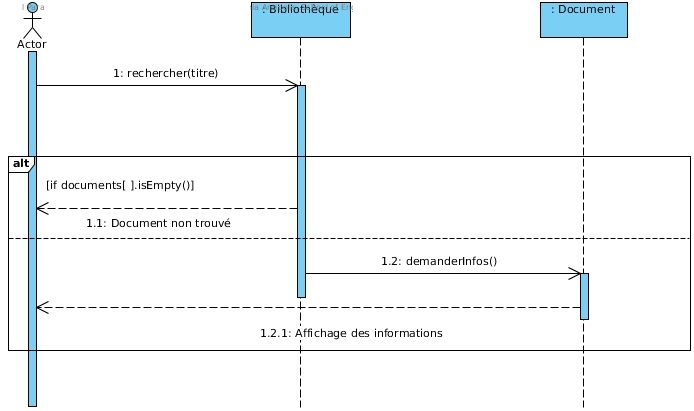 : Bibliothèque
: Document
Actor
1: rechercher(titre)
alt
[if documents[ ].isEmpty()]
1.1: Document non trouvé
1.2: demanderInfos()
1.2.1: Affichage des informations